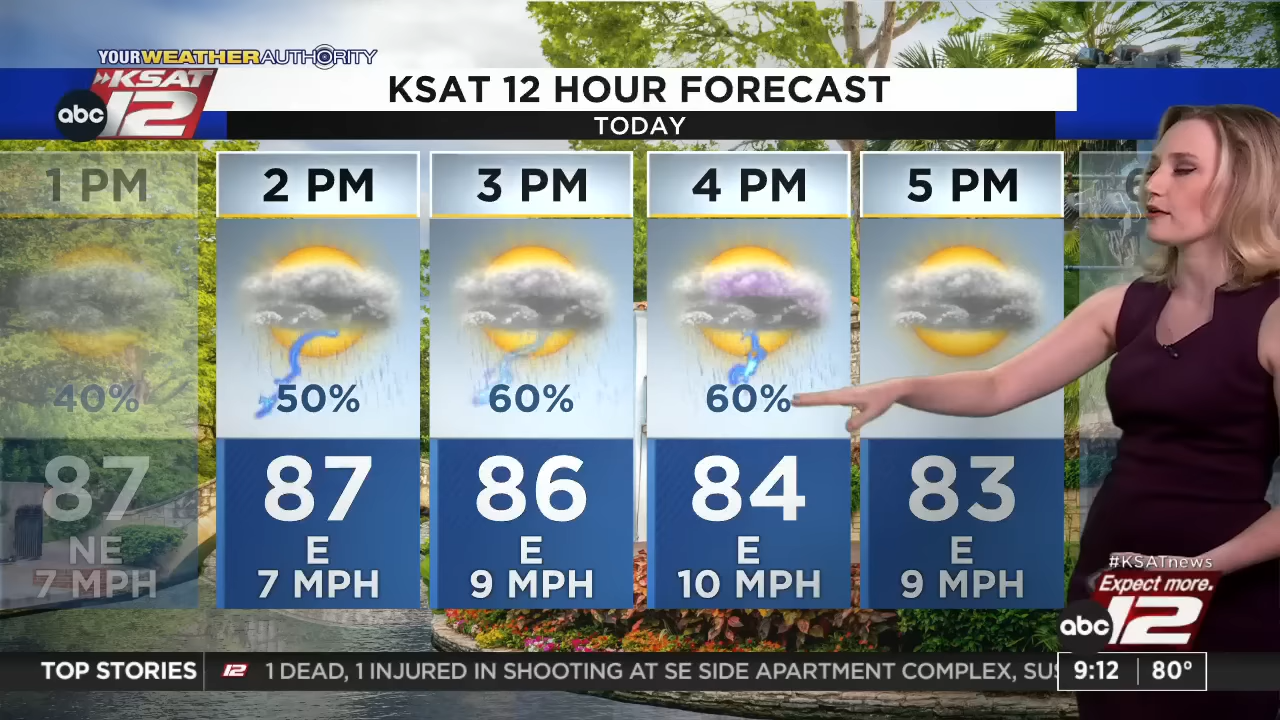 YOURWEATHERAUTHORITY
KSAT
abc 12
KSAT 12 HOUR FORECAST
TODAY
1 PM
2 PM
3 PM
4 PM
5 PM
40%
50%
60%
60%
87
87
86
84
83
NE
E
E
E
E
7 MPH
7 MPH
9 MPH
10 MPH
9 MPH
#KSATnews
Expect more.
abc 12
TOP STORIES
12 1 DEAD, 1 INJURED IN SHOOTING AT SE SIDE APARTMENT COMPLEX, SUS
9:12 80°